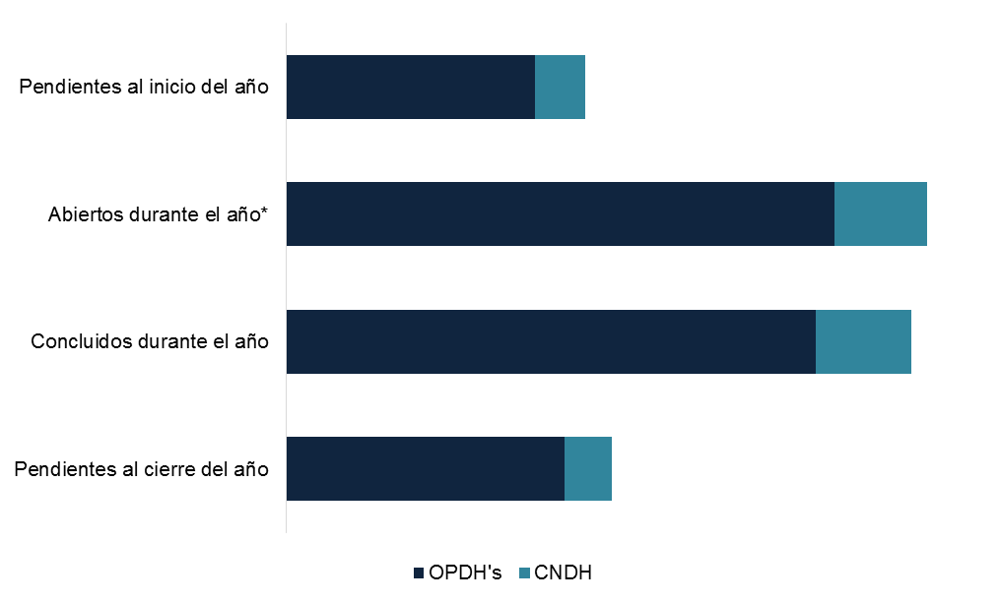 Pendientes al inicio del año
Abiertos durante el año*
Concluidos durante el año
Pendientes al cierre del año
OPDH's CNDH